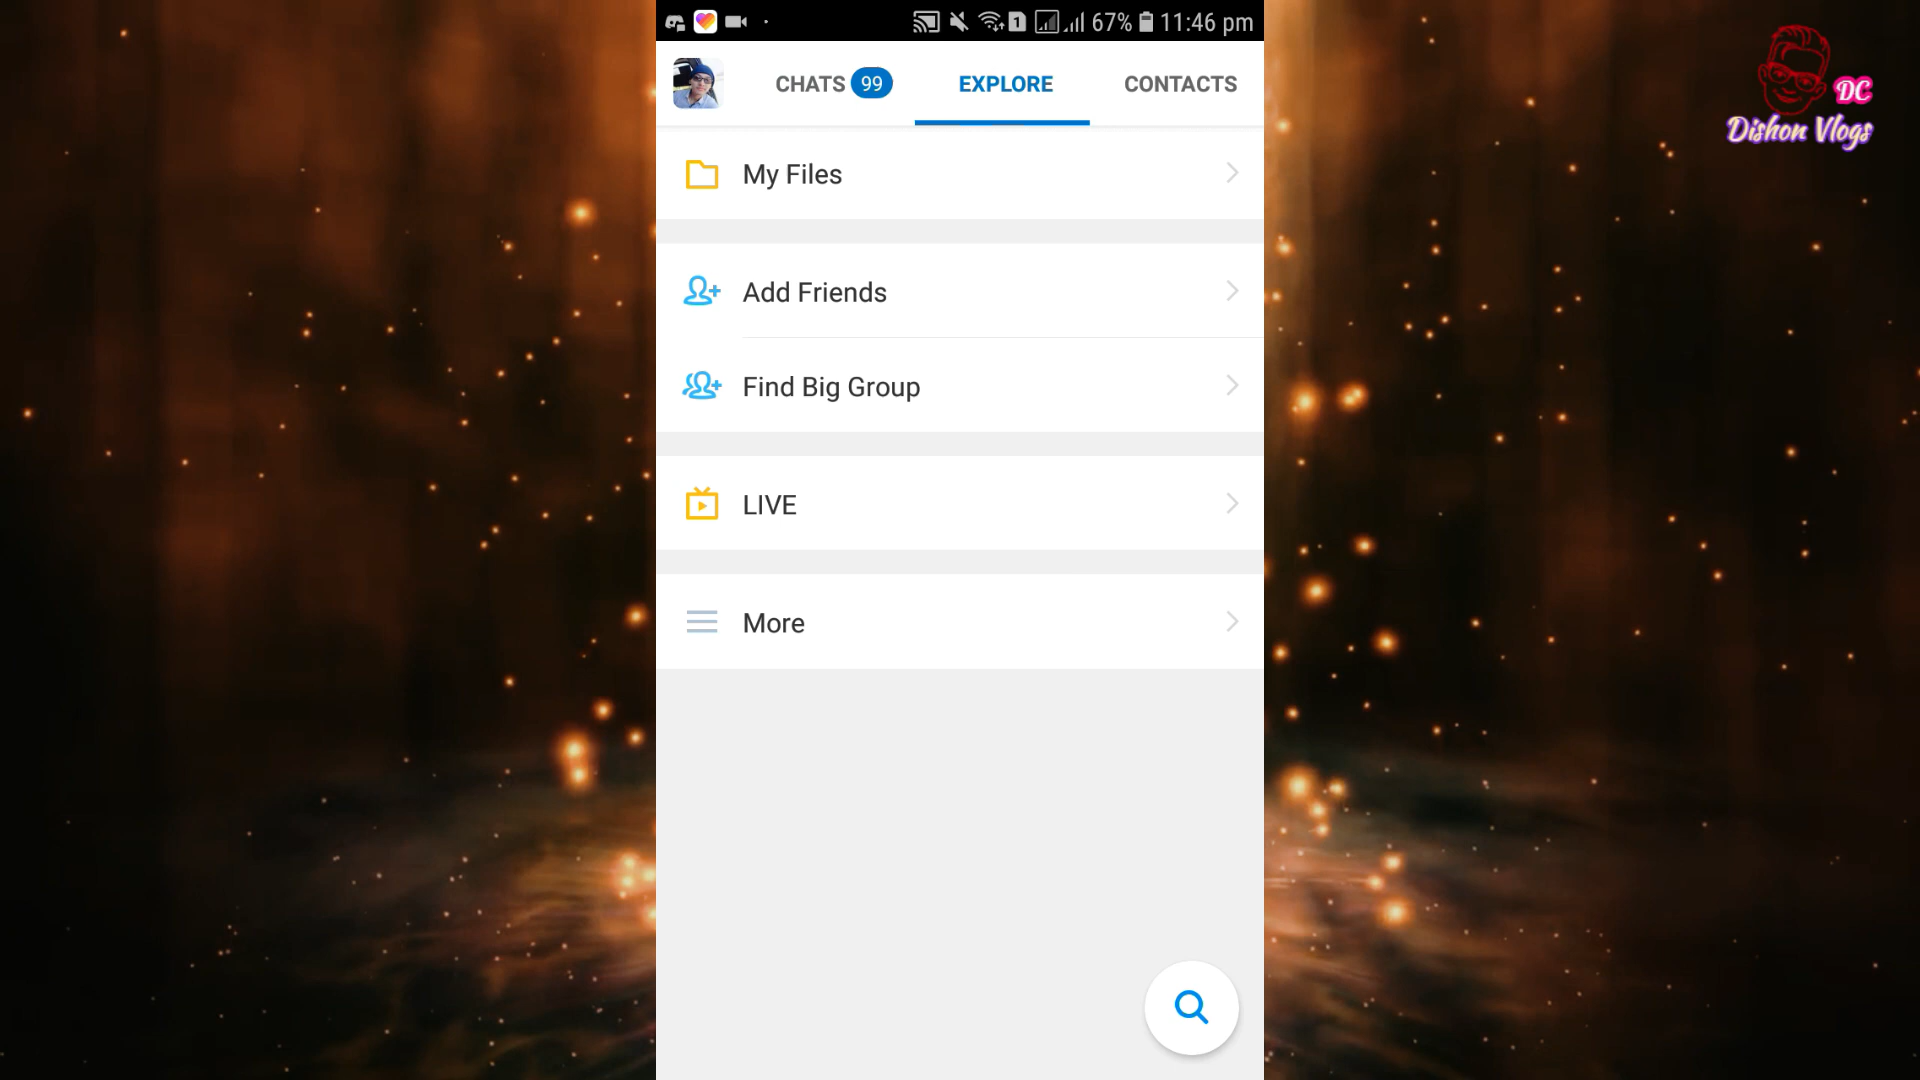 1 67% 11:46 pm
CHATS 99 EXPLORE CONTACTS
My Files
Add Friends
Find Big Group
LIVE
More
DC
Dishon Vlogs